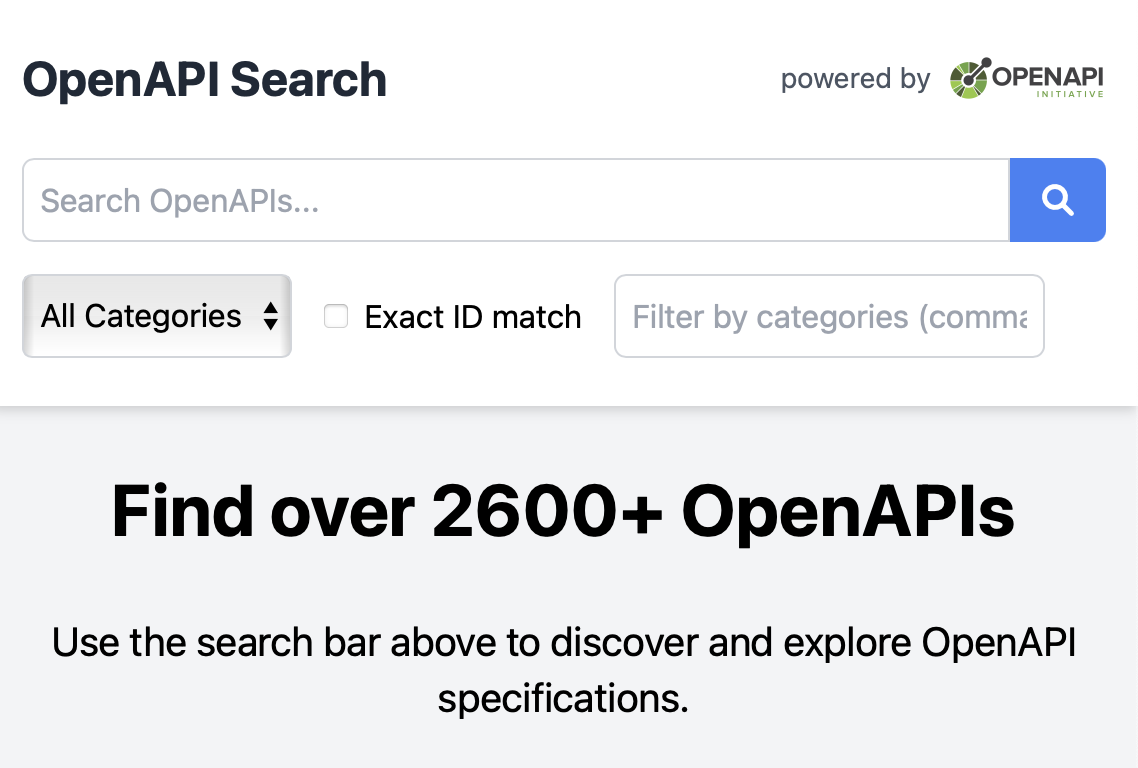 OpenAPI Search
powered by OPENAPI
INITIATIVE
Search OpenAPIs...
All Categories
Exact ID match
Filter by categories (comma
Find over 2600+ OpenAPIs
Use the search bar above to discover and explore OpenAPI
specifications.